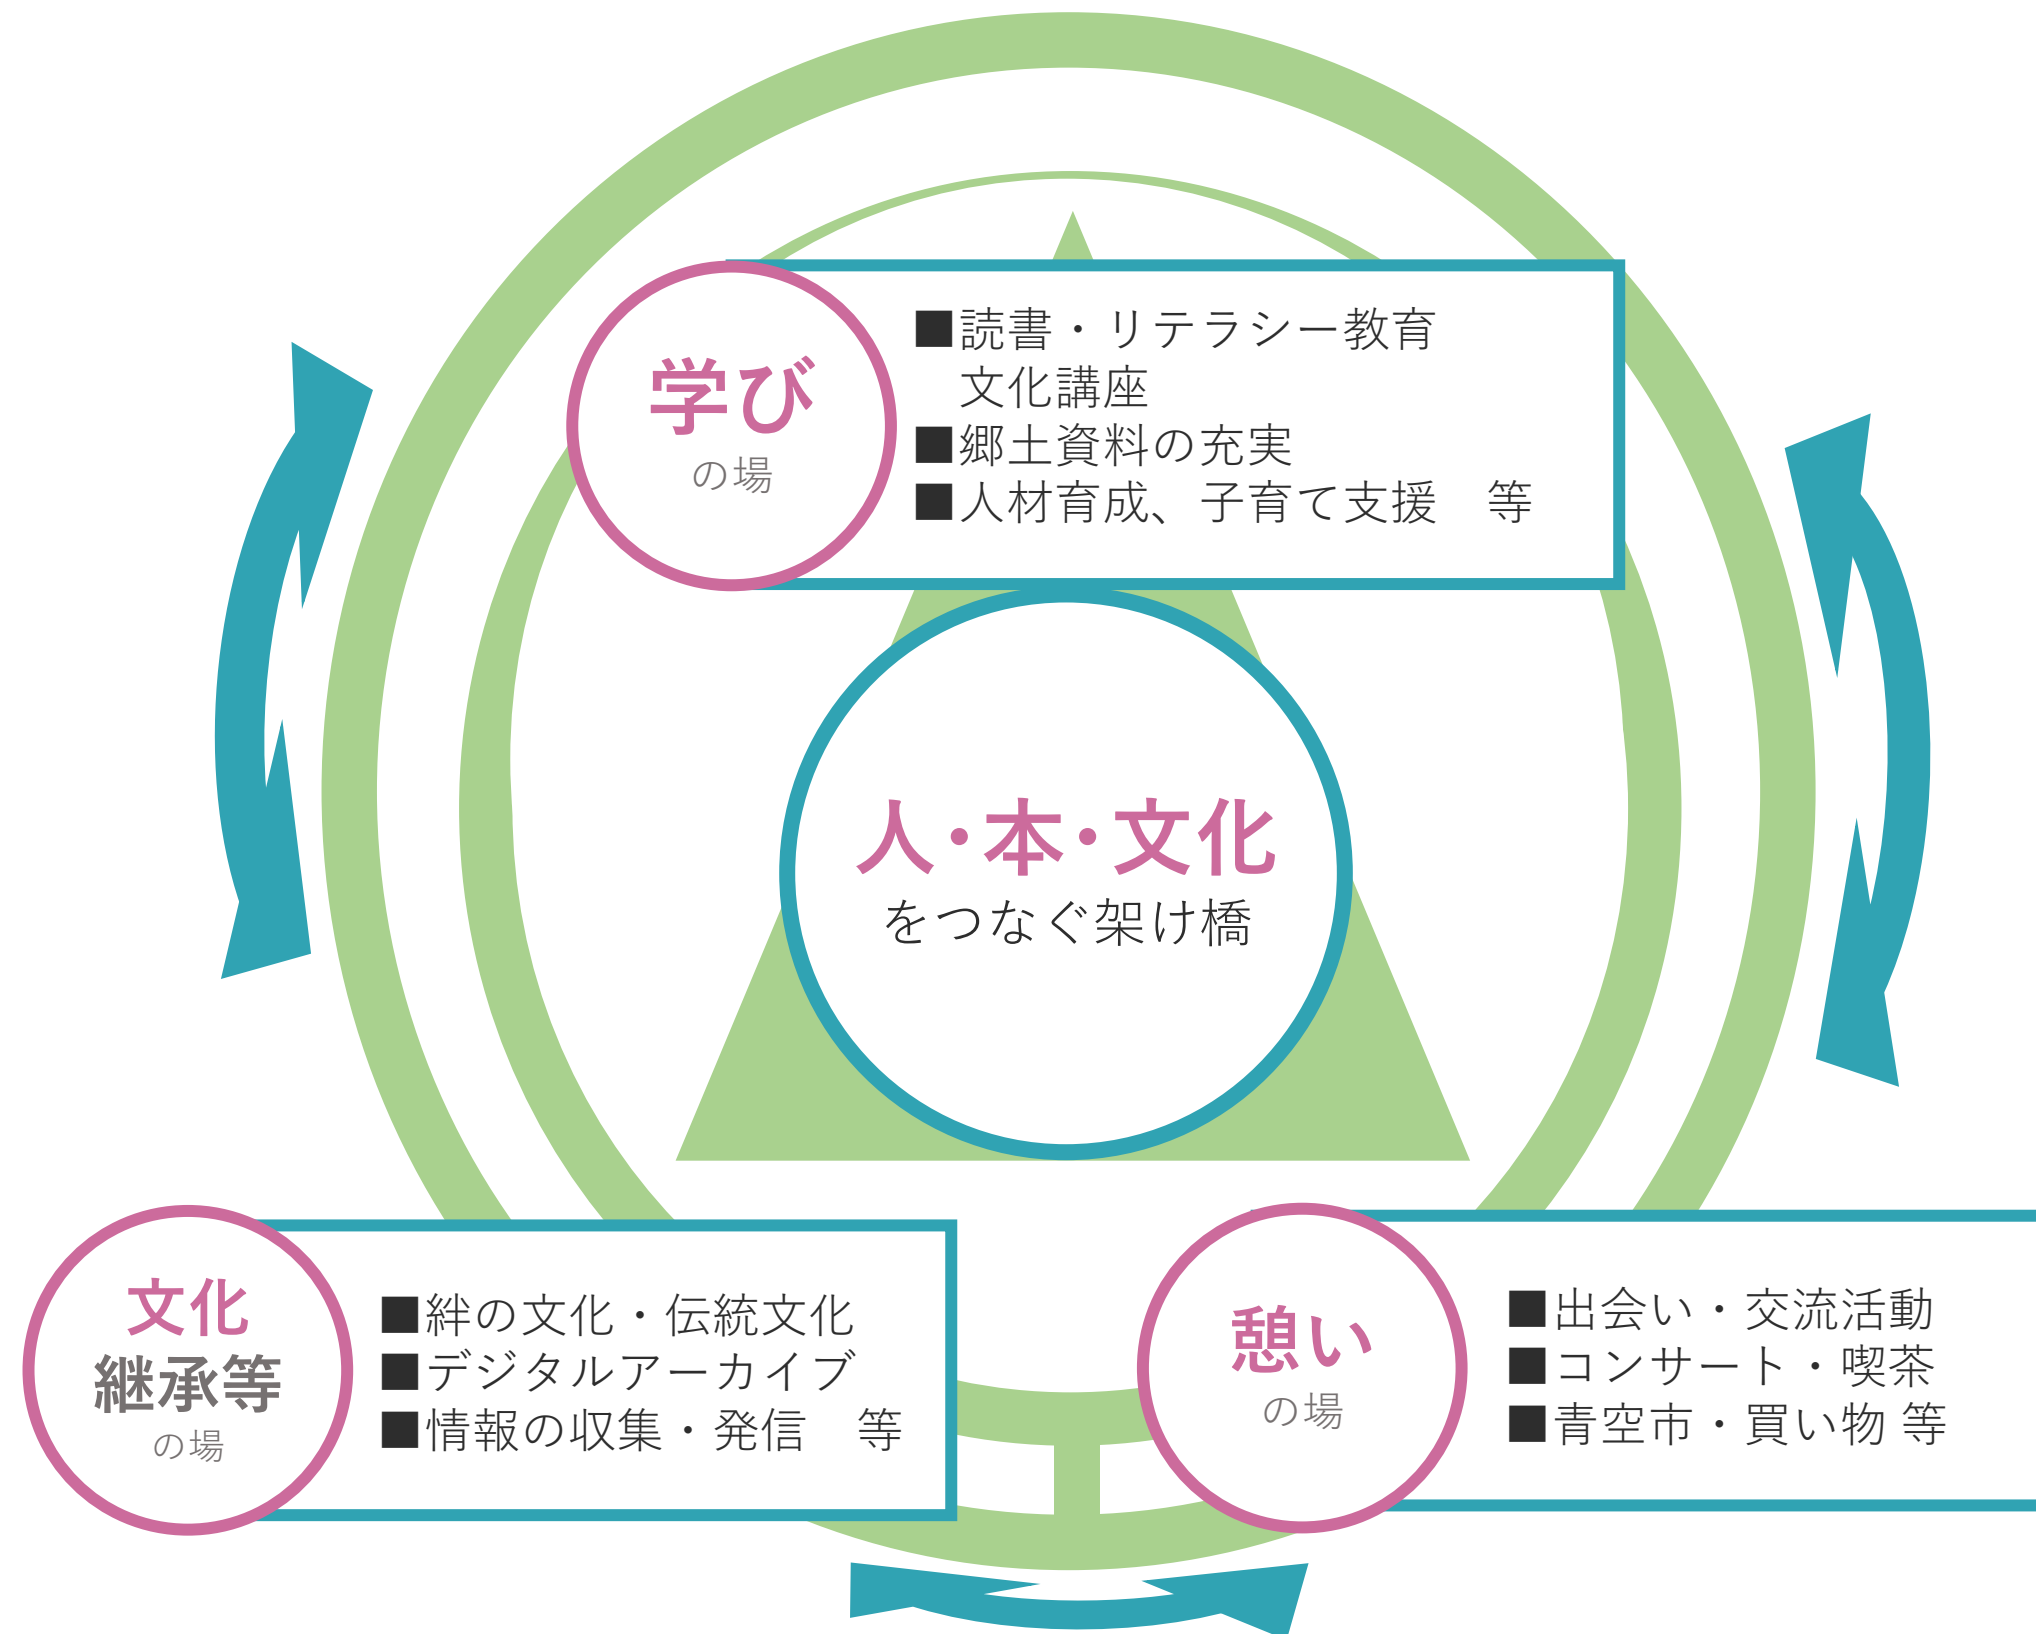 学び
の場
■読書・リテラシー教育
文化講座
■郷土資料の充実
■人材育成、子育て支援　等
人・本・文化
をつなぐ架け橋
文化
継承等
の場
■絆の文化・伝統文化
■デジタルアーカイブ
■情報の収集・発信　等
憩い
の場
■出会い・交流活動
■コンサート・喫茶
■青空市・買い物 等